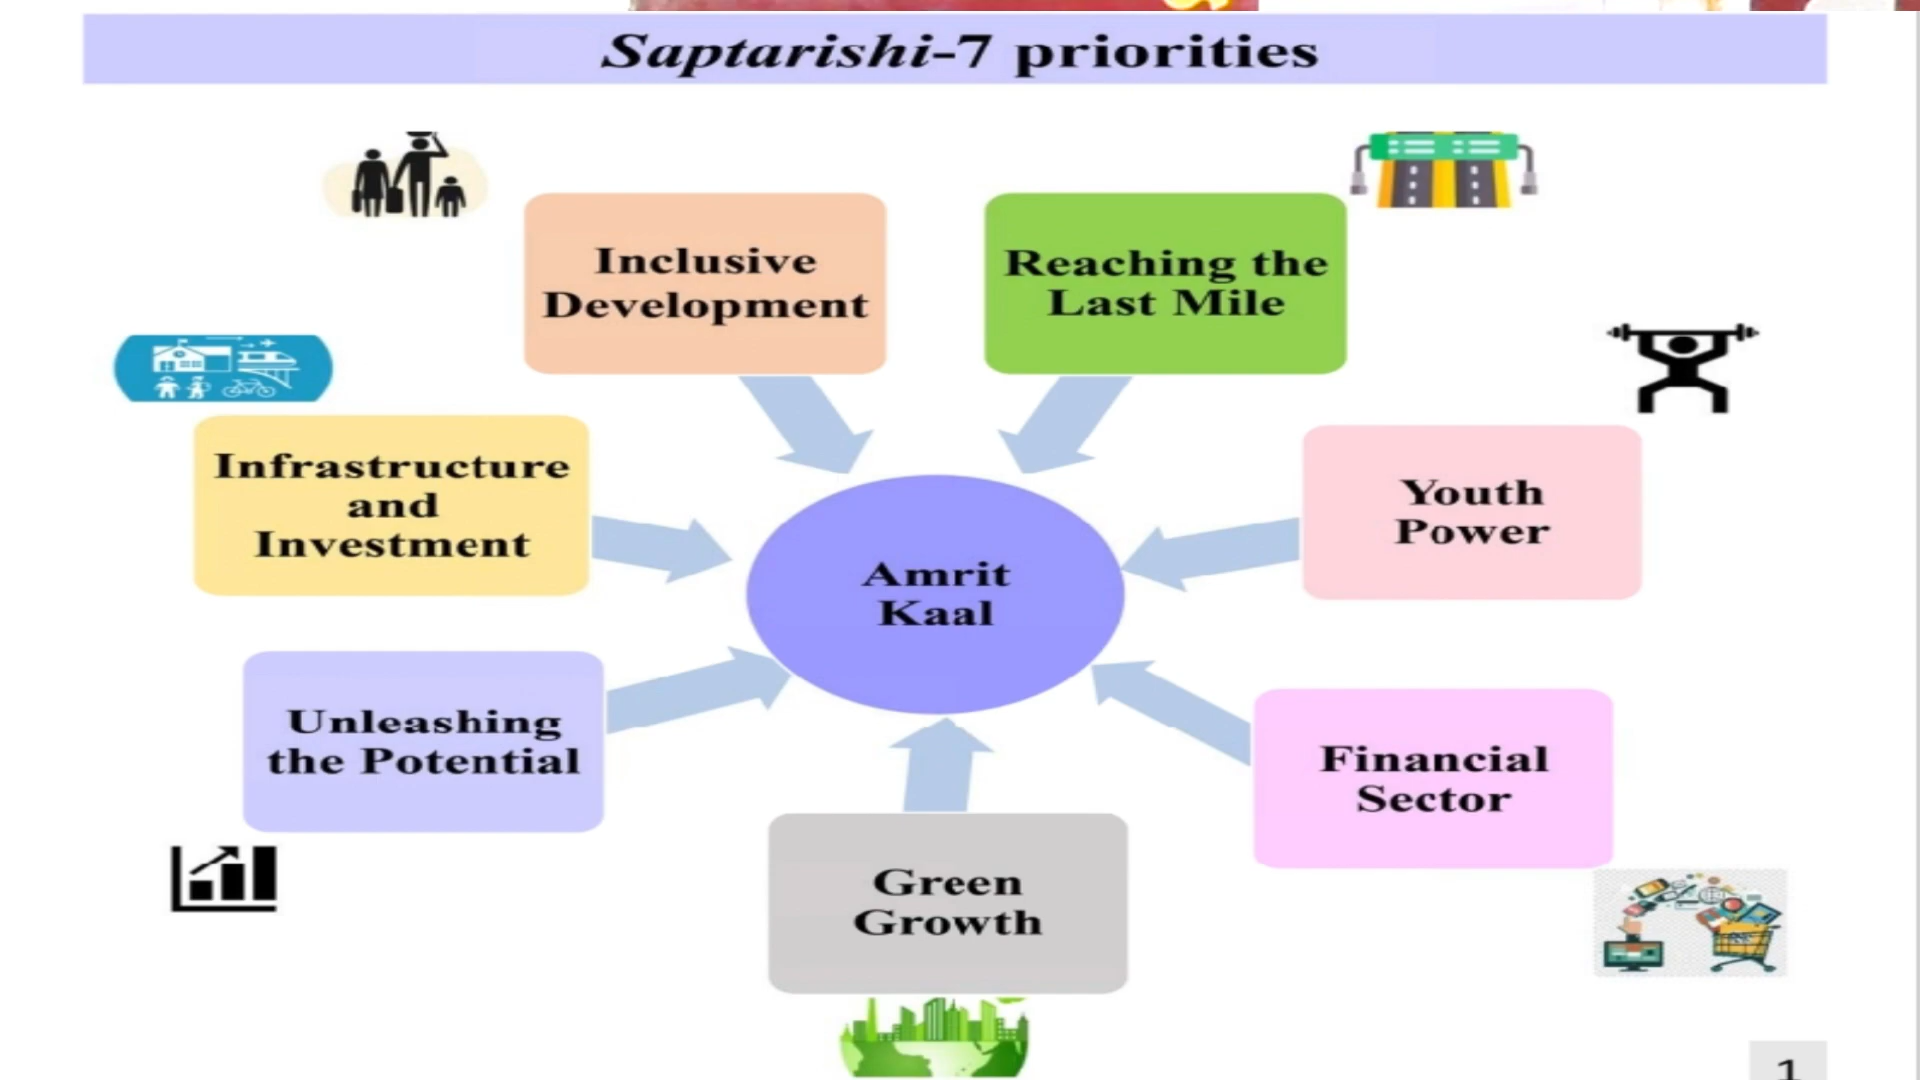 Saptarishi-7 priorities
Inclusive
Development
Reaching the
Last Mile
Infrastructure
and
Investment
Youth
Power
Amrit
Kaal
Unleashing
the Potential
Financial
Sector
Green
Growth
1